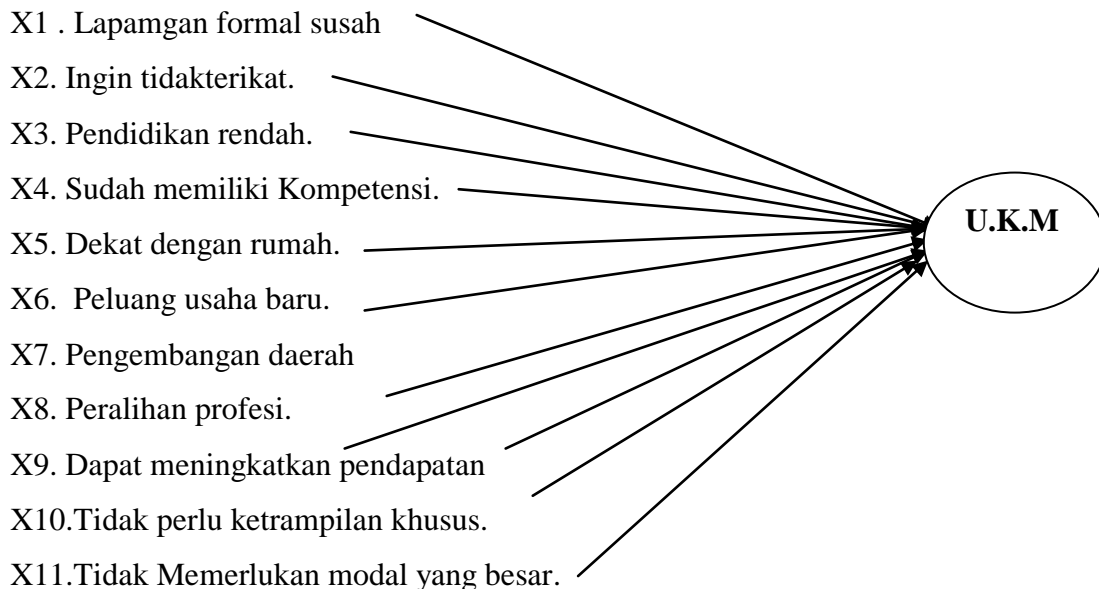 X1 . Lapamgan formal susah
X2. Ingin tidakterikat.
X3. Pendidikan rendah.
X4. Sudah memiliki Kompetensi.
U.K.M
X5. Dekat dengan rumah.
X6.  Peluang usaha baru.
X7. Pengembangan daerah
X8. Peralihan profesi.
X9. Dapat meningkatkan pendapatan
X10.Tidak perlu ketrampilan khusus.
X11.Tidak Memerlukan modal yang besar.